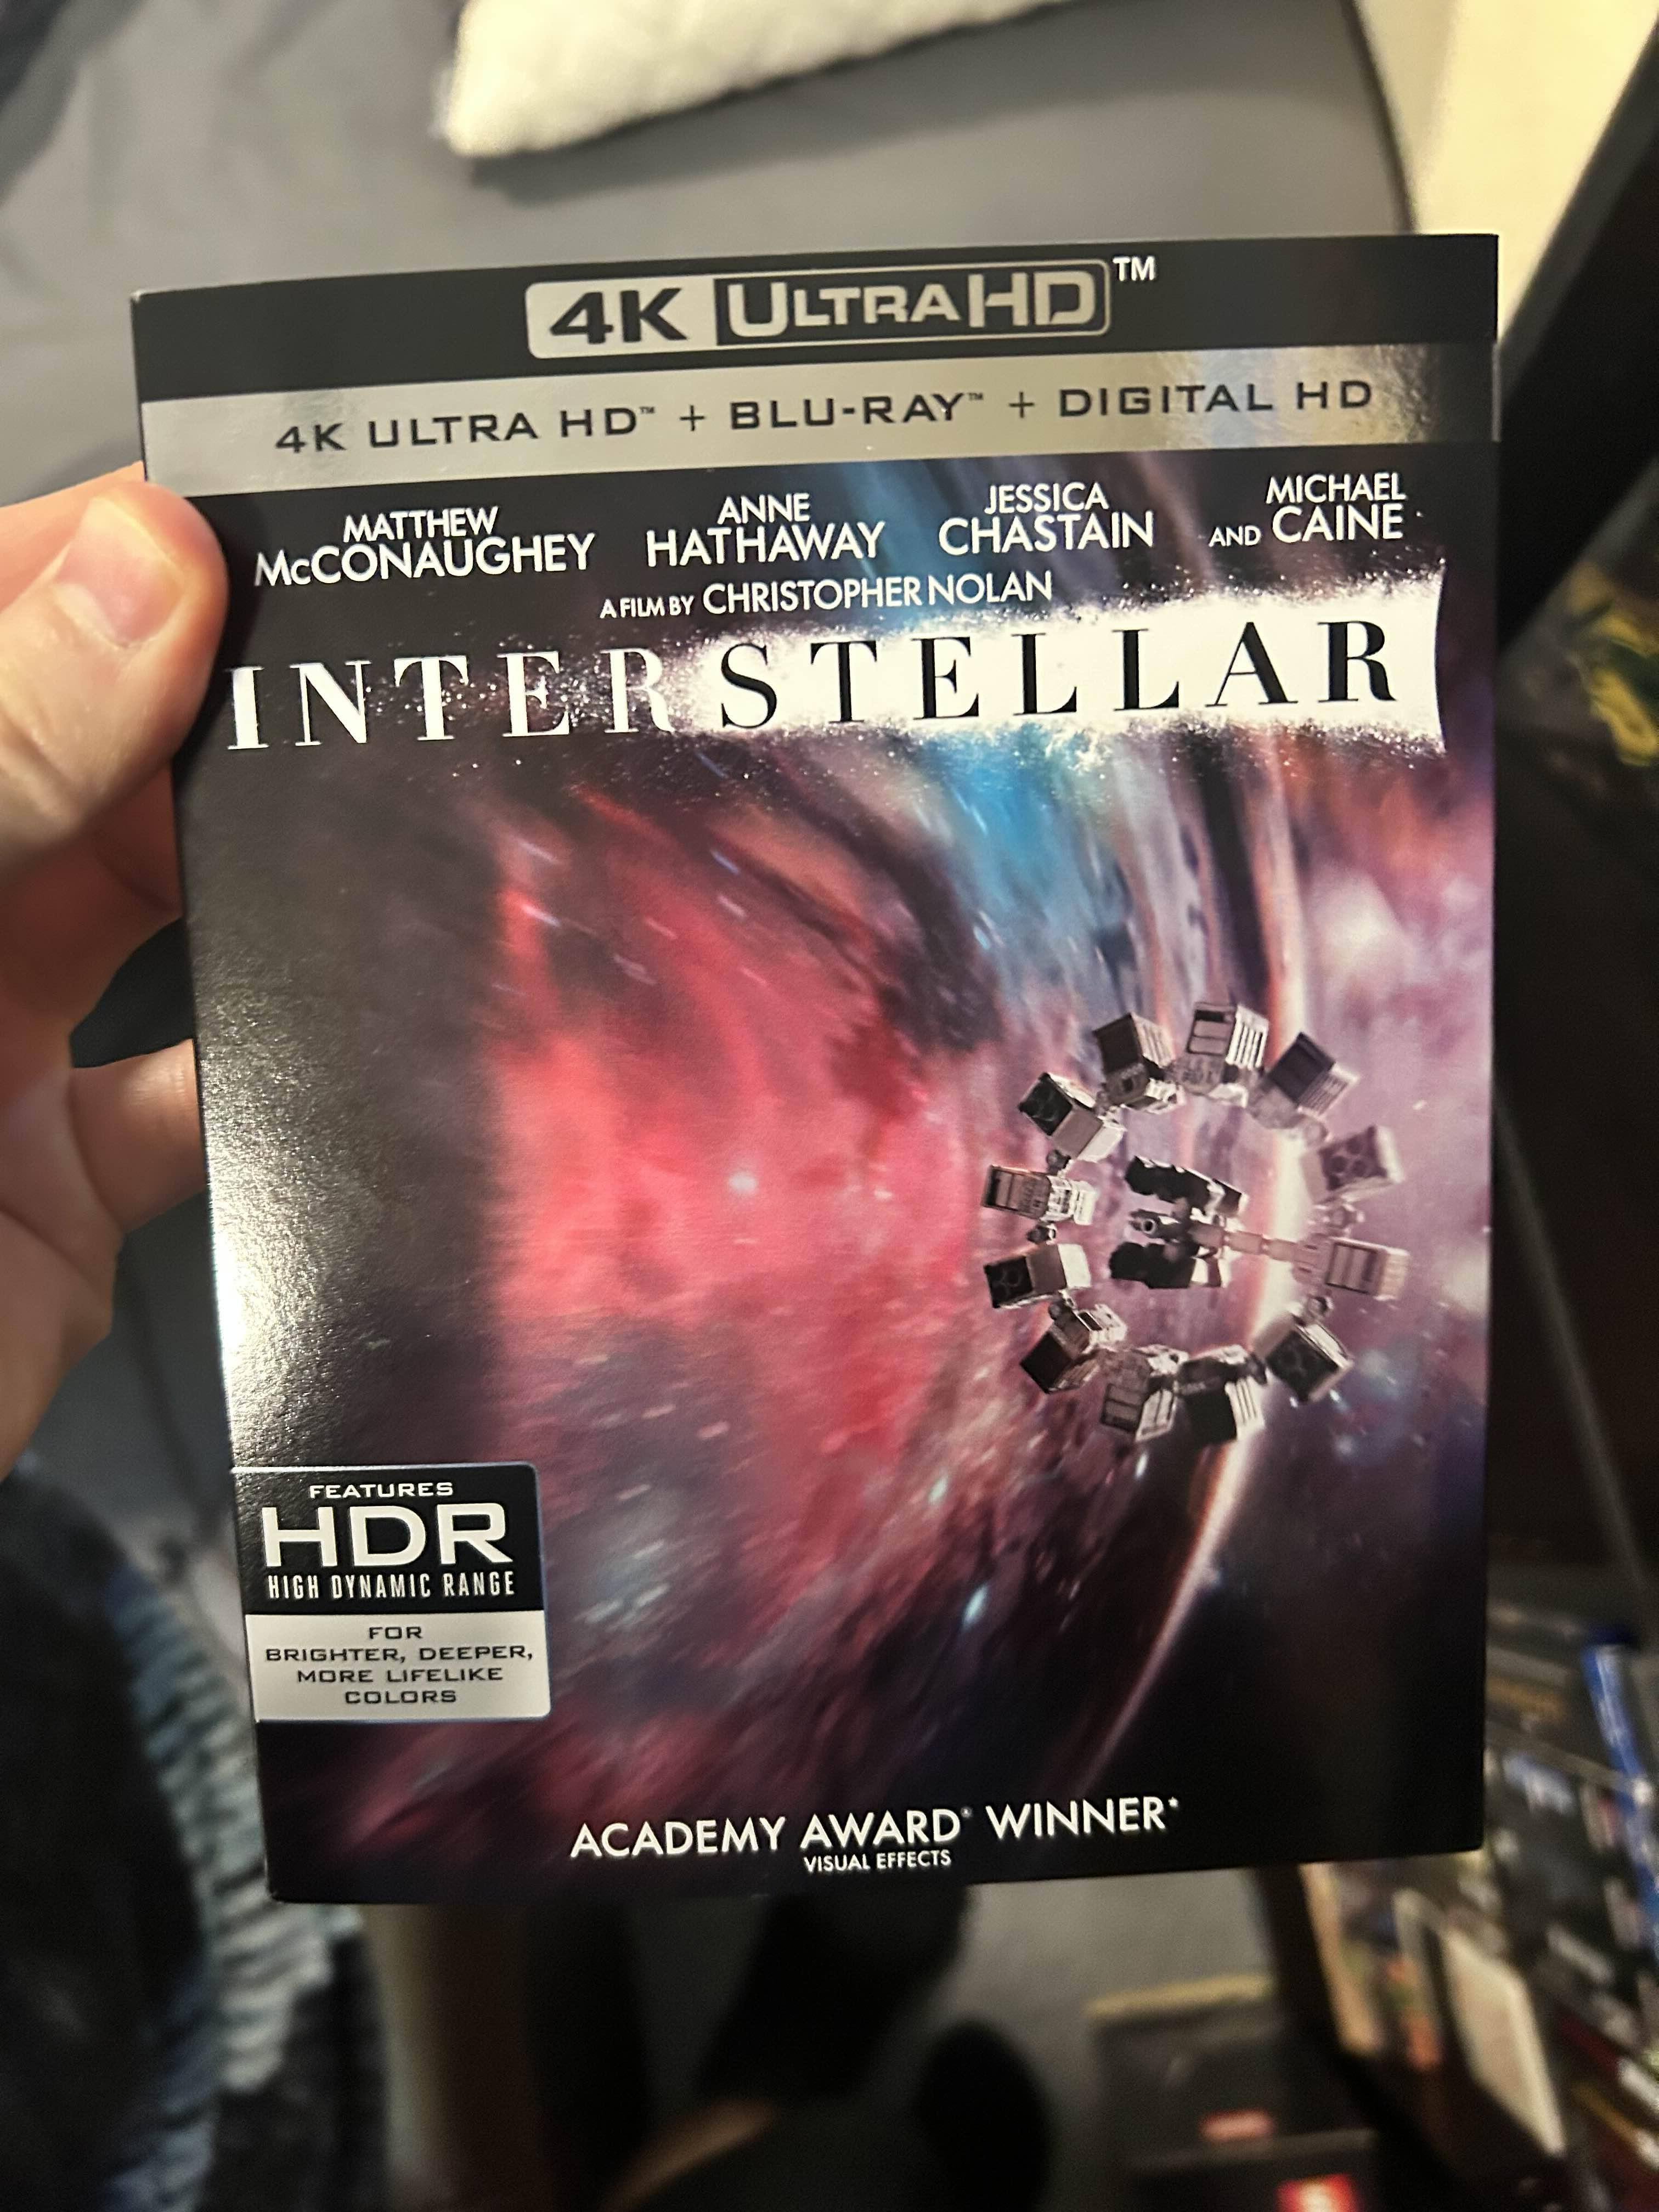 4K ULTRAHD™
4K ULTRA HD™ + BLU-RAY™ + DIGITAL HD
MATTHEW McCONAUGHEY ANNE HATHAWAY JESSICA CHASTAIN AND MICHAEL CAINE
A FILM BY CHRISTOPHER NOLAN
INTERSTELLAR
FEATURES
HDR
HIGH DYNAMIC RANGE
FOR
BRIGHTER, DEEPER,
MORE LIFELIKE
COLORS
ACADEMY AWARD® WINNER*
VISUAL EFFECTS